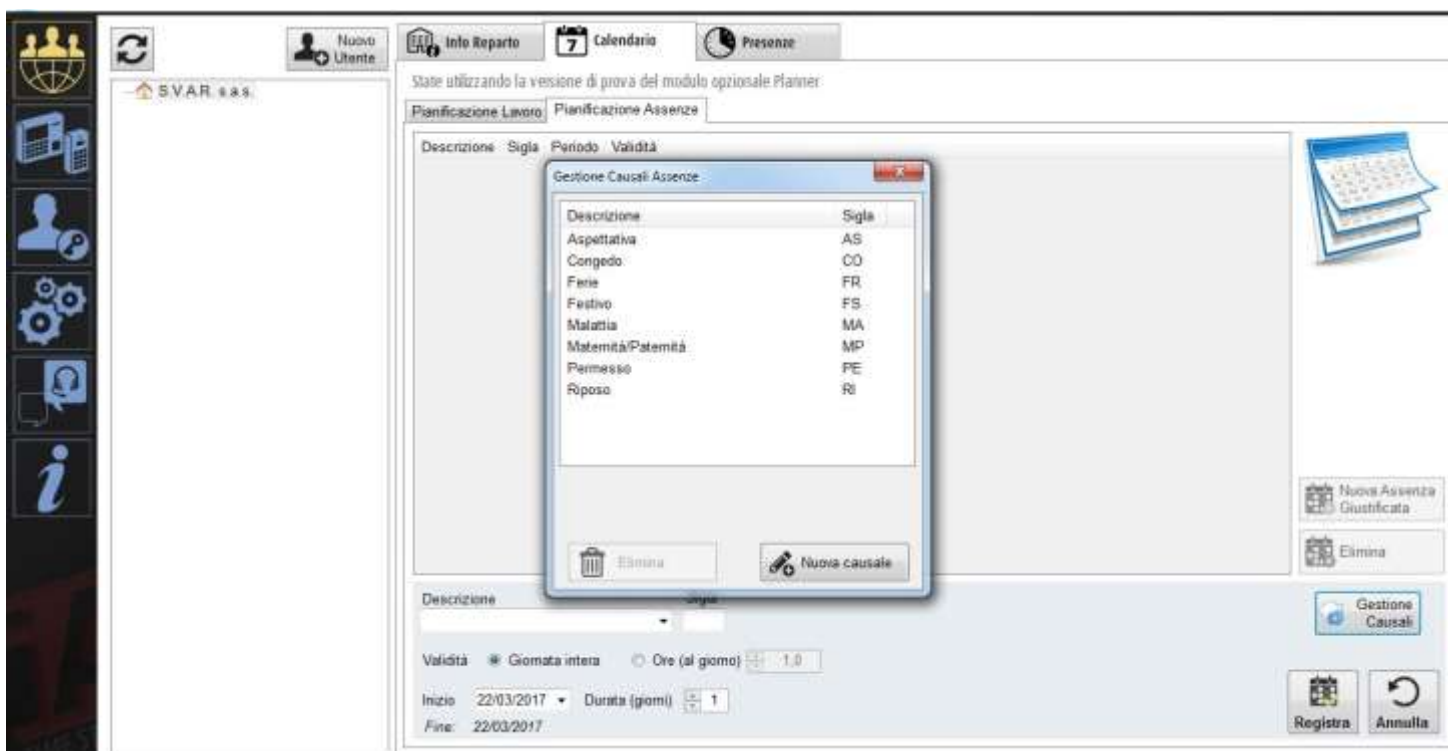 Nuovo
Utente
S.V.AR. s.a.s.
Info Reparto
7 Calendario
Presenze
State utilizzando la versione di prova del modulo opzionale Planner
Pianificazione Lavoro
Pianificazione Assenze
Descrizione Sigla Periodo Validità
Gestione Causali Assenze
Descrizione Sigla
Aspettativa AS
Congedo CO
Ferie FR
Festivo FS
Malattia MA
Maternità/Paternità MP
Permesso PE
Riposo RI
Elimina
Nuova causale
Nuova Assenza
Giustificata
Elimina
Descrizione Sigla
Gestione
Causali
Validità Giornata intera Ore (al giorno) 1,0
Inizio 22/03/2017 Durata (giorni) 1
Fine: 22/03/2017
Registra
Annulla